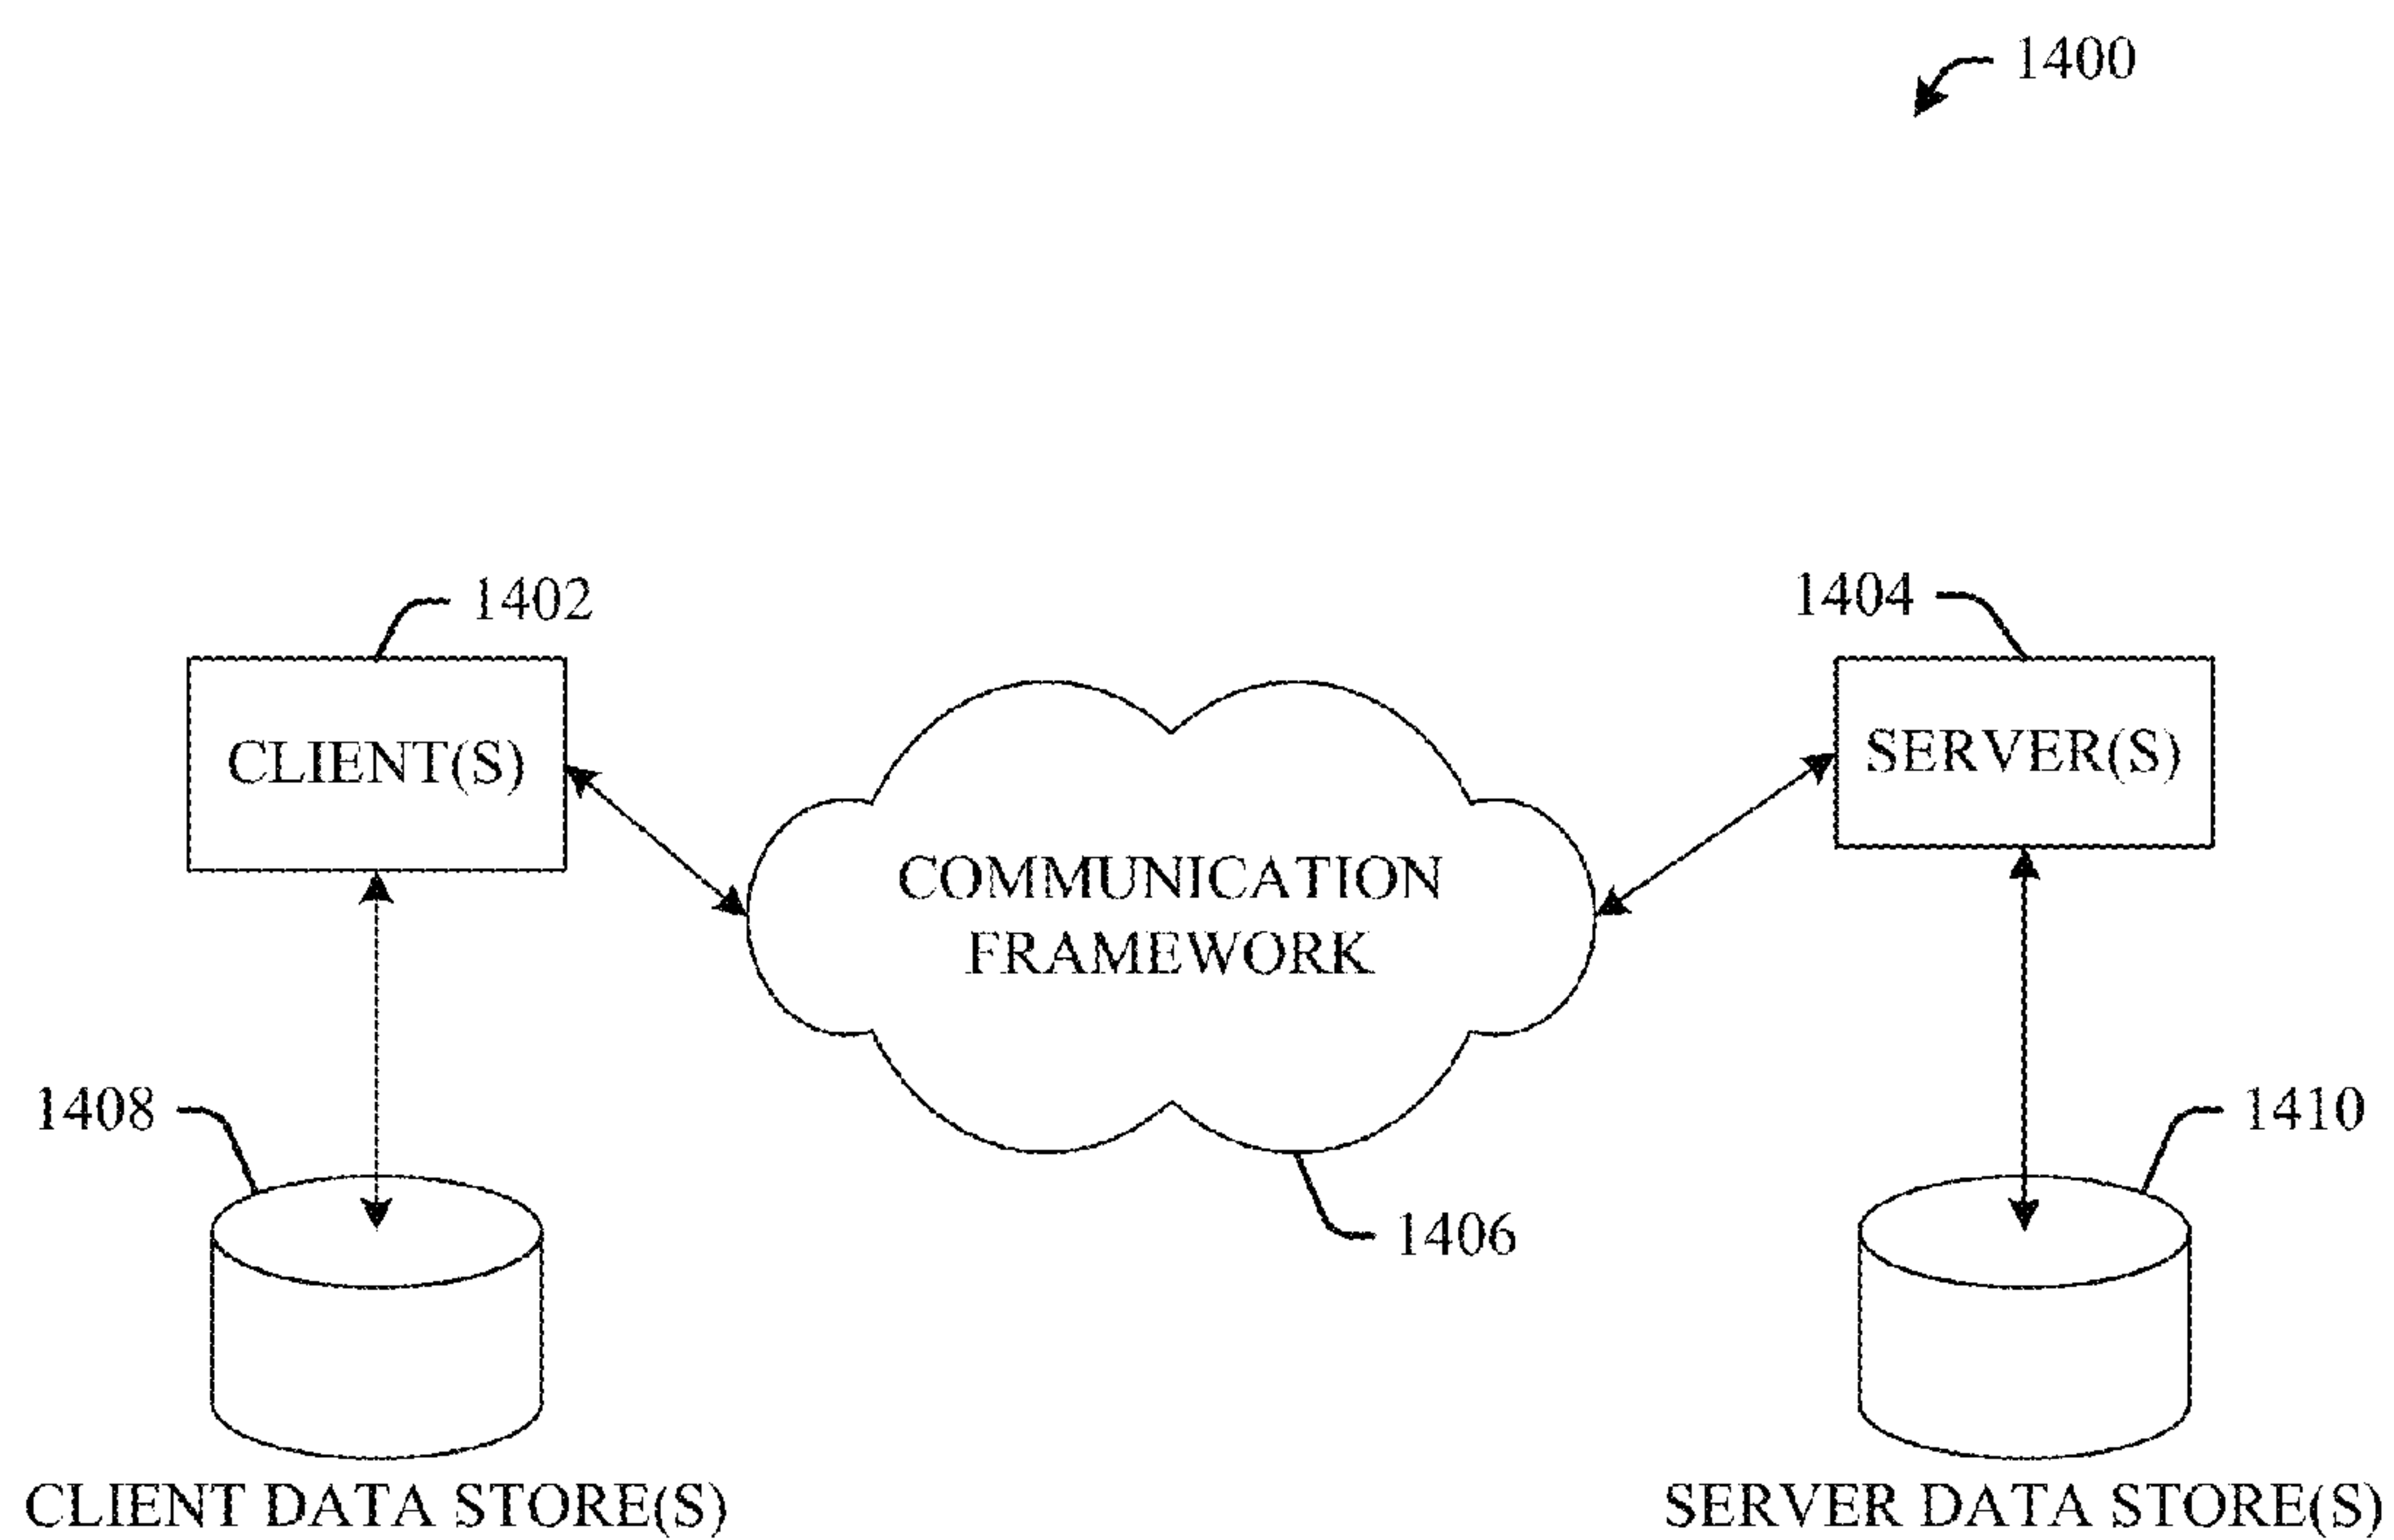 1400
1402
1404
CLIENT(S)
SERVER(S)
COMMUNICATION
FRAMEWORK
1408
1410
1406
CLIENT DATA STORE(S)
SERVER DATA STORE(S)